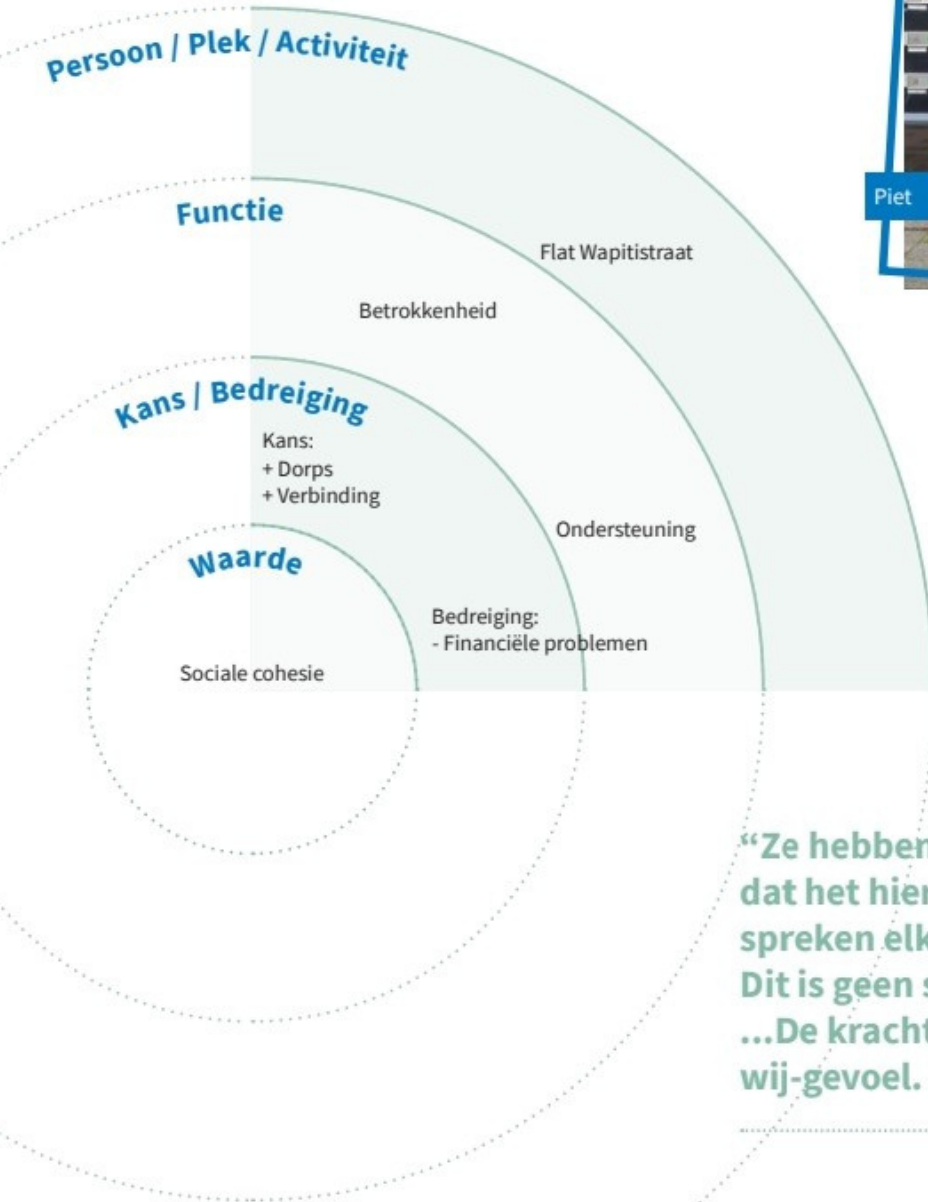 Persoon / Plek / Activiteit
Piet
Functie
Flat Wapitistraat
Betrokkenheid
Kans / Bedreiging
Kans:
+ Dorps
+ Verbinding
Ondersteuning
Waarde
Bedreiging:
- Financiële problemen
Sociale cohesie
“Ze hebben
dat het hier
spreken elk
Dit is geen s
...De kracht
wij-gevoel.